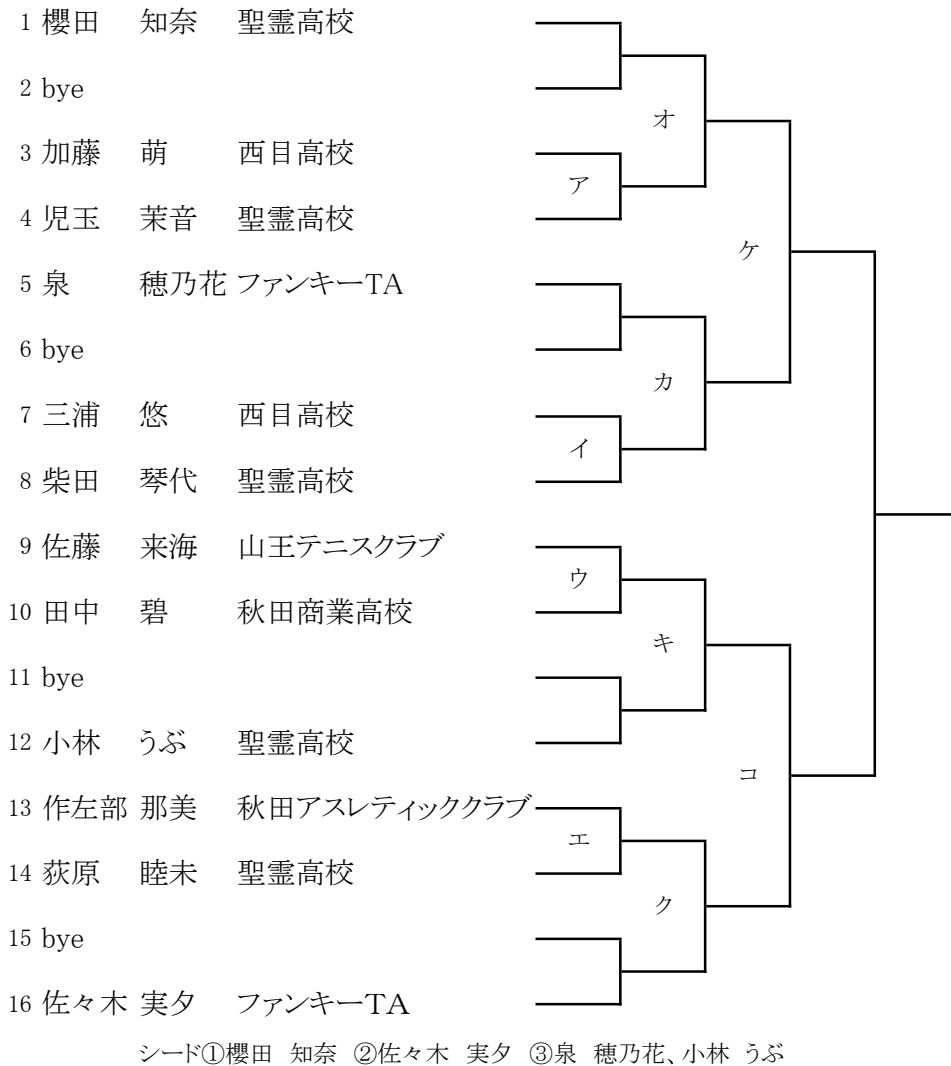 1 櫻田 知奈 聖霊高校
2 bye
オ
3 加藤 萌 西目高校
ア
4 児玉 茉音 聖霊高校
ケ
5 泉 穂乃花 ファンキーTA
6 bye
カ
7 三浦 悠 西目高校
イ
8 柴田 琴代 聖霊高校
9 佐藤 来海 山王テニスクラブ
ウ
10 田中 碧 秋田商業高校
キ
11 bye
12 小林 うぶ 聖霊高校
コ
13 作左部 那美 秋田アスレティッククラブ
エ
14 荻原 睦未 聖霊高校
ク
15 bye
16 佐々木 実夕 ファンキーTA
シード①櫻田 知奈 ②佐々木 実夕 ③泉 穂乃花、小林 うぶ